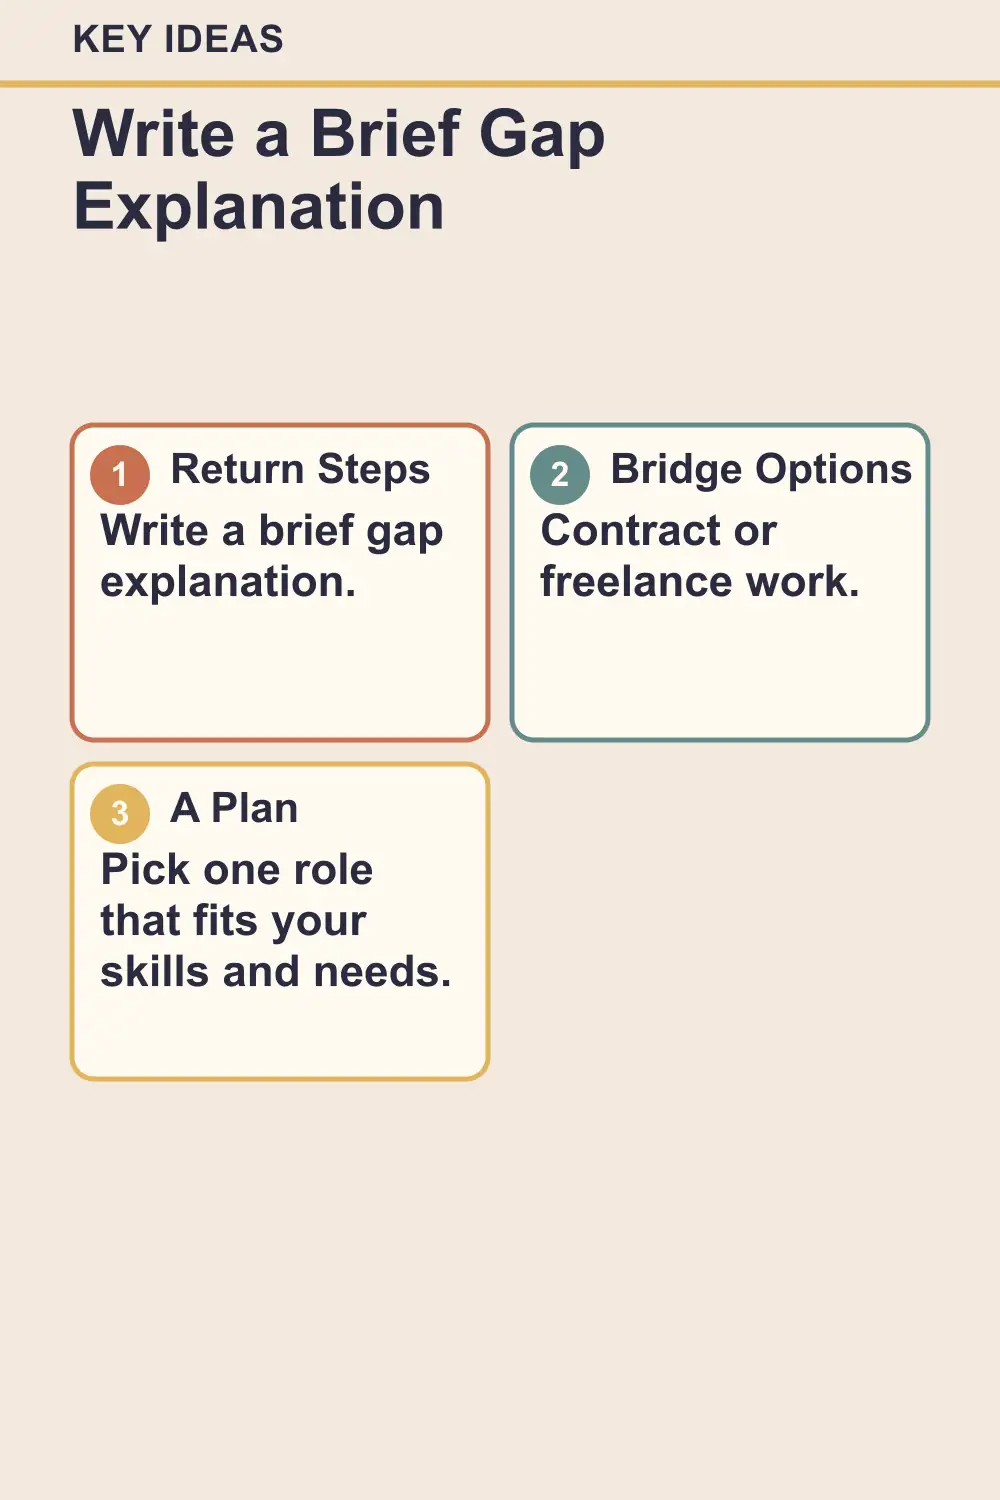 KEY IDEAS
Write a Brief Gap
Explanation
1 Return Steps
Write a brief gap
explanation.
2 Bridge Options
Contract or
freelance work.
3 A Plan
Pick one role
that fits your
skills and needs.